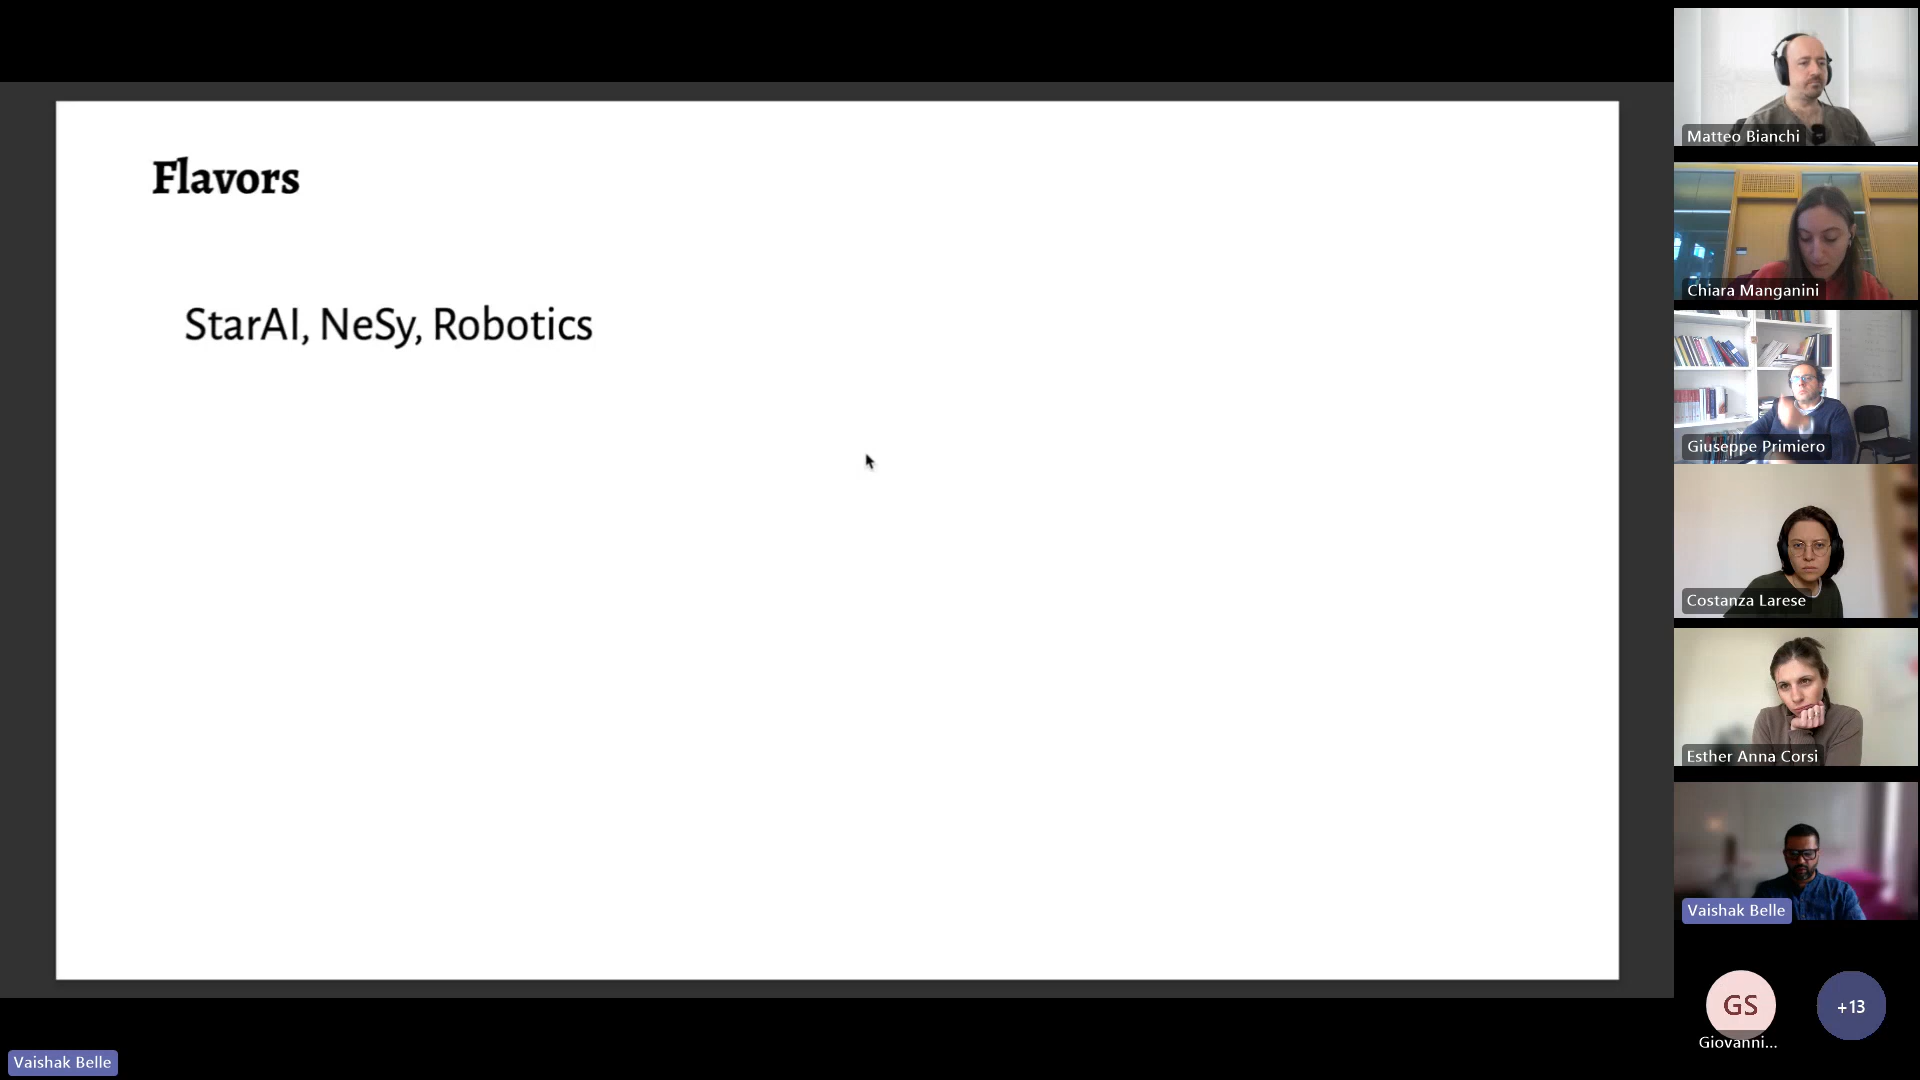 Flavors
StarAI, NeSy, Robotics
Matteo Bianchi
Chiara Manganini
Giuseppe Primiero
Costanza Larese
Esther Anna Corsi
Vaishak Belle
GS
+13
Giovanni...
Vaishak Belle